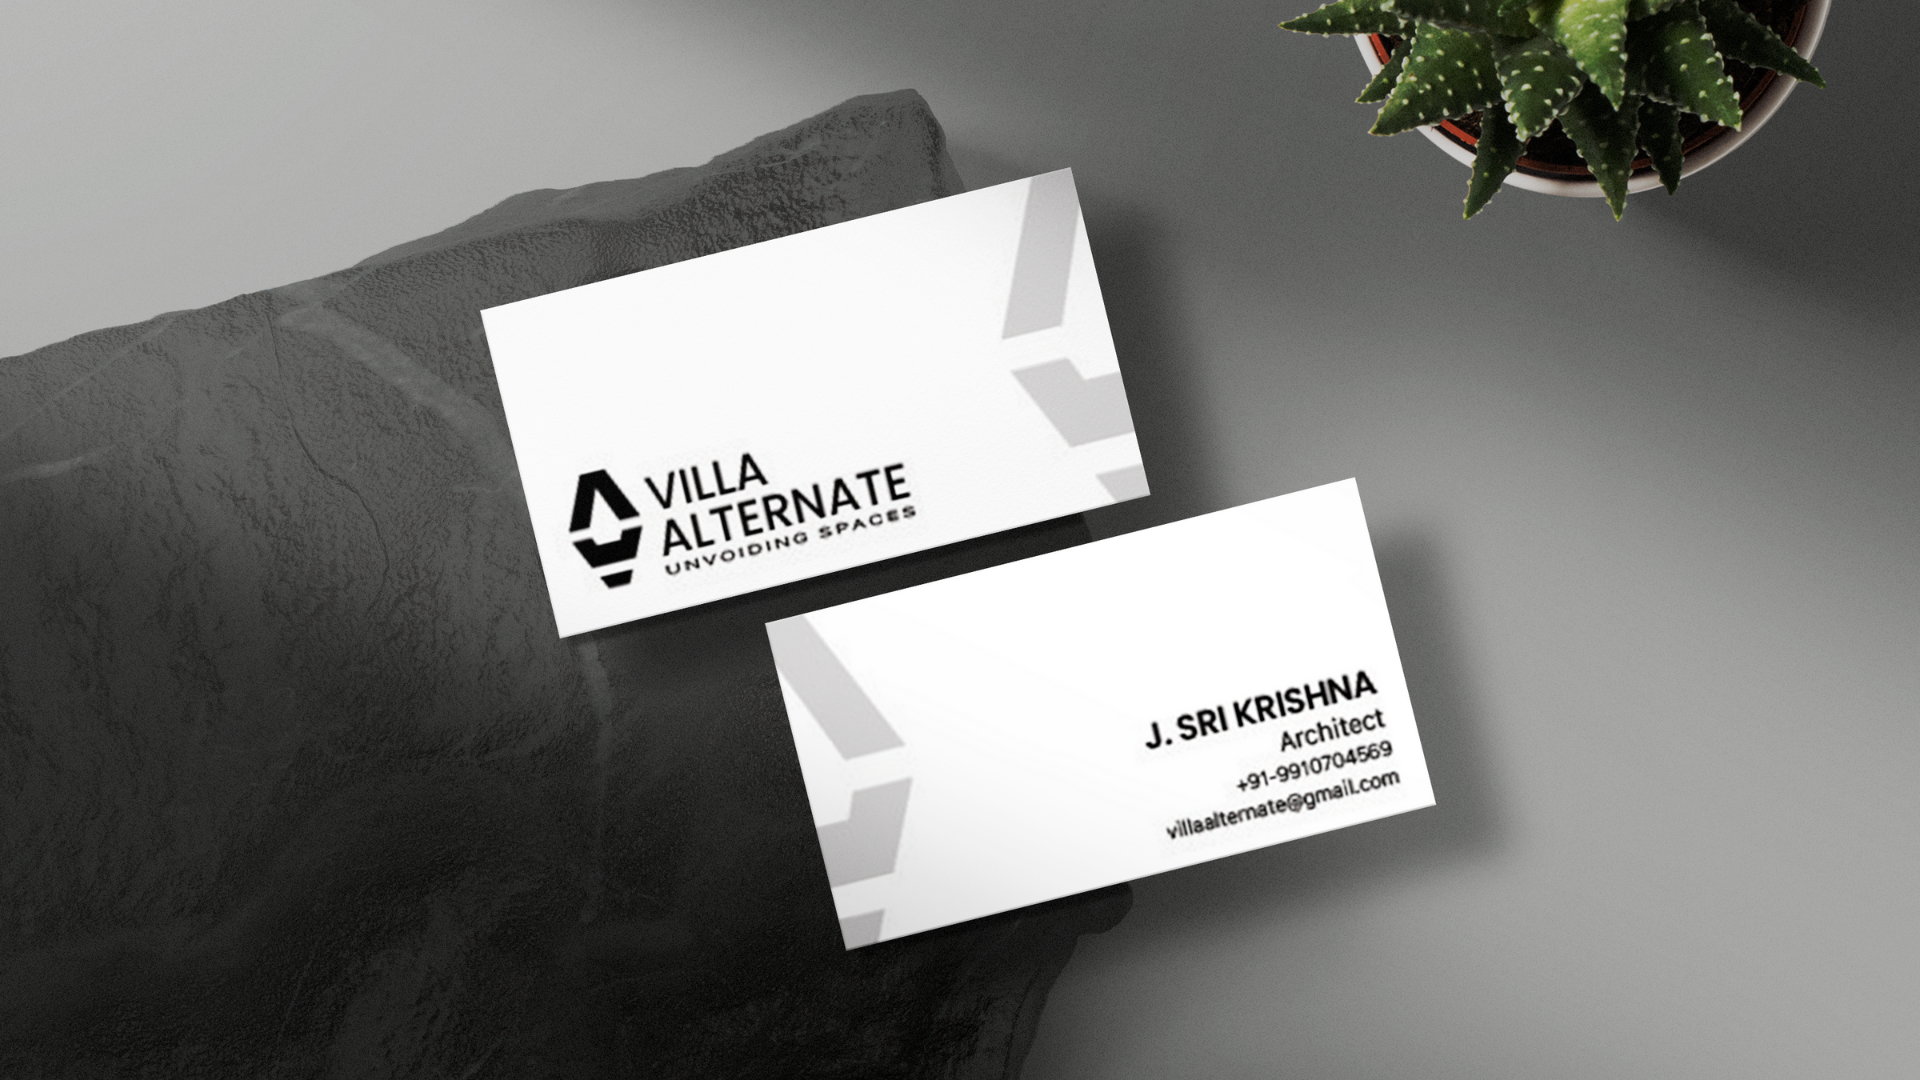 VILLA
ALTERNATE
UNVOIDING SPACES
J. SRI KRISHNA
Architect
+91-9910704569
villaalternate@gmail.com